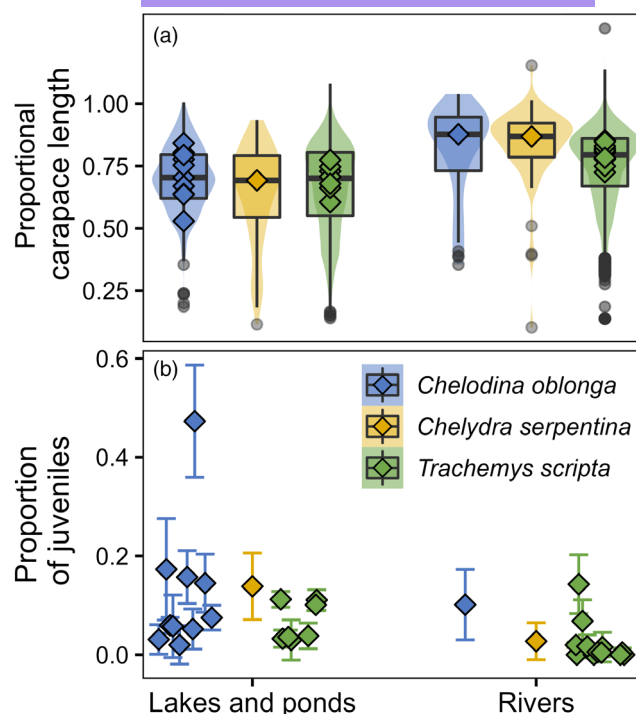 (a)
Proportional
carapace length
1.00
0.75
0.50
0.25
(b)
Proportion
of juveniles
0.6
0.4
0.2
0.0
Chelodina oblonga
Chelydra serpentina
Trachemys scripta
Lakes and ponds
Rivers